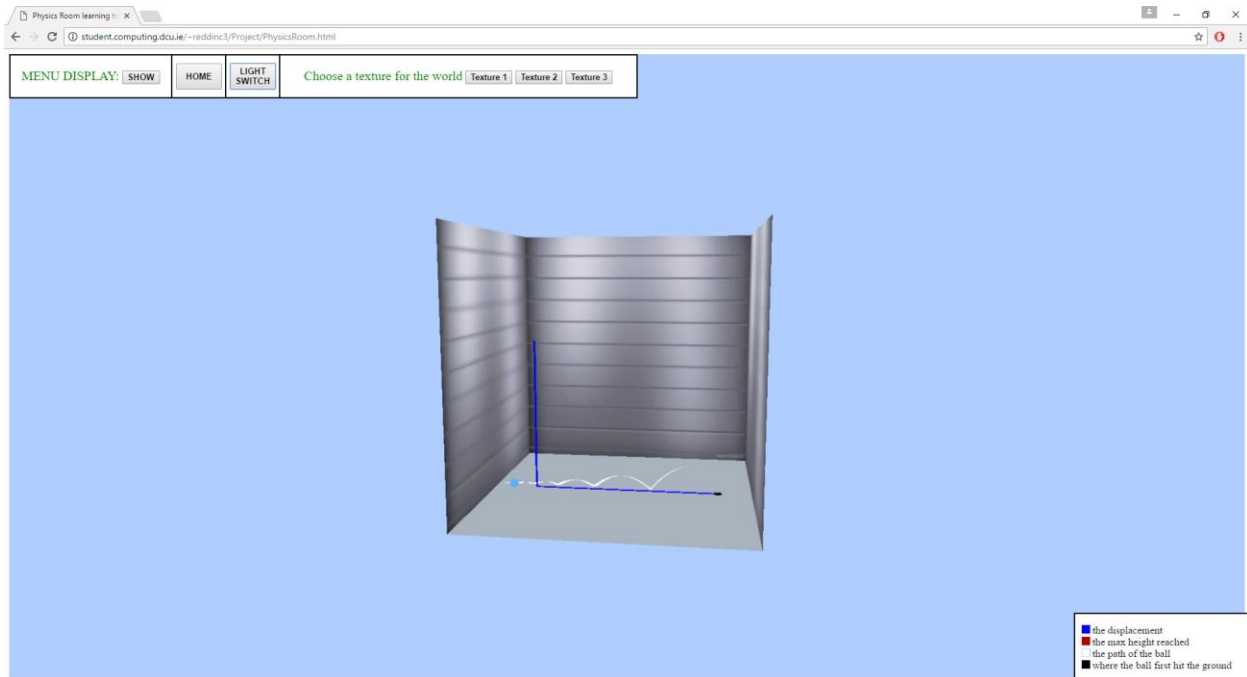 Physics Room learning t
student.computing.dcu.ie/~reddinc3/Project/PhysicsRoom.html
MENU DISPLAY: SHOW
HOME
LIGHT
SWITCH
Choose a texture for the world Texture 1 Texture 2 Texture 3
the displacement
the max height reached
the path of the ball
where the ball first hit the ground